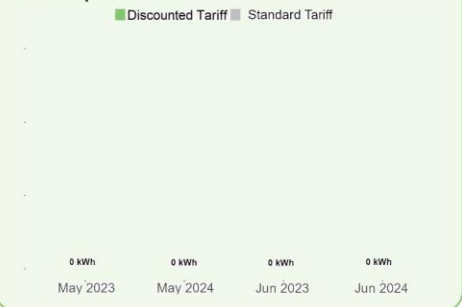 Discounted Tariff Standard Tariff
0 kWh 0 kWh 0 kWh 0 kWh
May 2023 May 2024 Jun 2023 Jun 2024